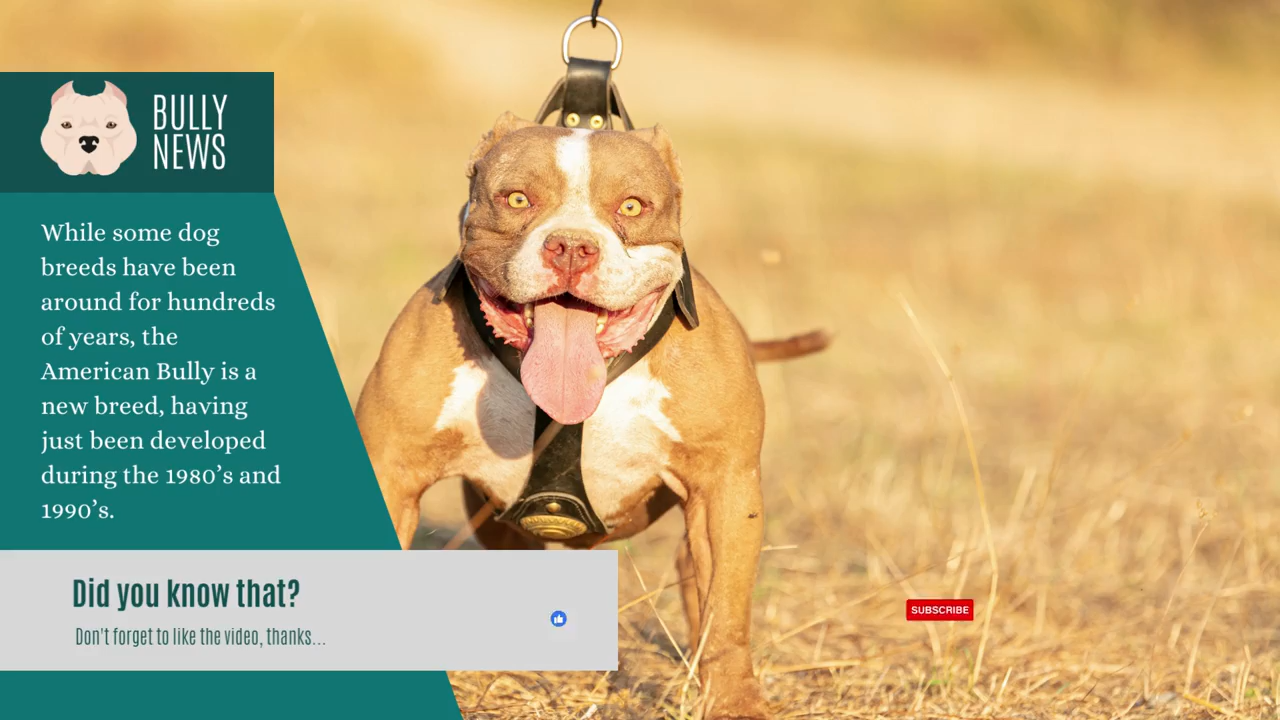 BULLY
NEWS
While some dog
breeds have been
around for hundreds
of years, the
American Bully is a
new breed, having
just been developed
during the 1980’s and
1990’s.
Did you know that?
Don't forget to like the video, thanks...
SUBSCRIBE